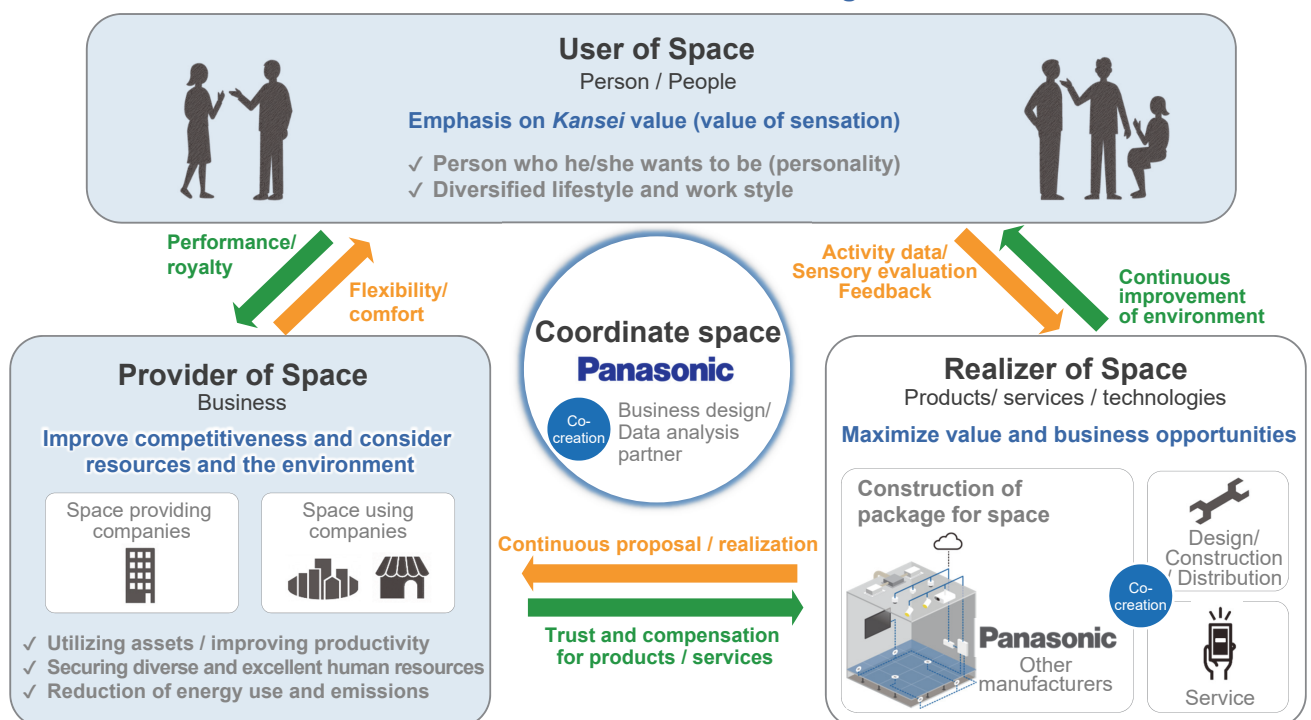 User of Space
Person / People
Emphasis on Kansei value (value of sensation)
✓ Person who he/she wants to be (personality)
✓ Diversified lifestyle and work style
Performance/
royalty
Flexibility/
comfort
Activity data/
Sensory evaluation
Feedback
Continuous
improvement
of environment
Coordinate space
Panasonic
Co-
creation
Business design/
Data analysis
partner
Provider of Space
Business
Improve competitiveness and consider
resources and the environment
Space providing
companies
Space using
companies
✓ Utilizing assets / improving productivity
✓ Securing diverse and excellent human resources
✓ Reduction of energy use and emissions
Continuous proposal / realization
Trust and compensation
for products / services
Realizer of Space
Products/ services / technologies
Maximize value and business opportunities
Construction of
package for space
Panasonic
Other
manufacturers
Co-
creation
Design/
Construction
/ Distribution
Service